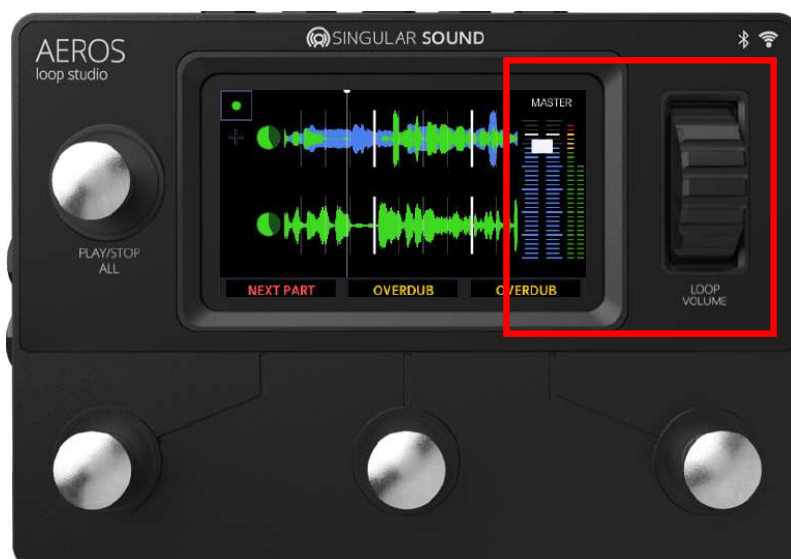 AEROS
loop studio
SINGULAR SOUND
MASTER
PLAY/STOP
ALL
NEXT PART
OVERDUB
OVERDUB
LOOP
VOLUME